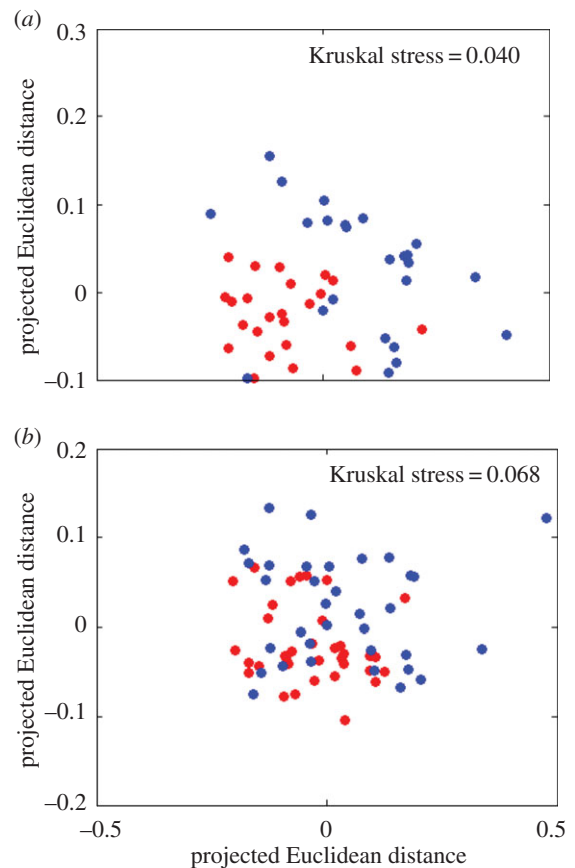 (a)
0.3
Kruskal stress = 0.040
0.2
0.1
0
−0.1
projected Euclidean distance
(b)
0.2
Kruskal stress = 0.068
0.1
0
−0.1
−0.2
projected Euclidean distance
−0.5
0
0.5
projected Euclidean distance